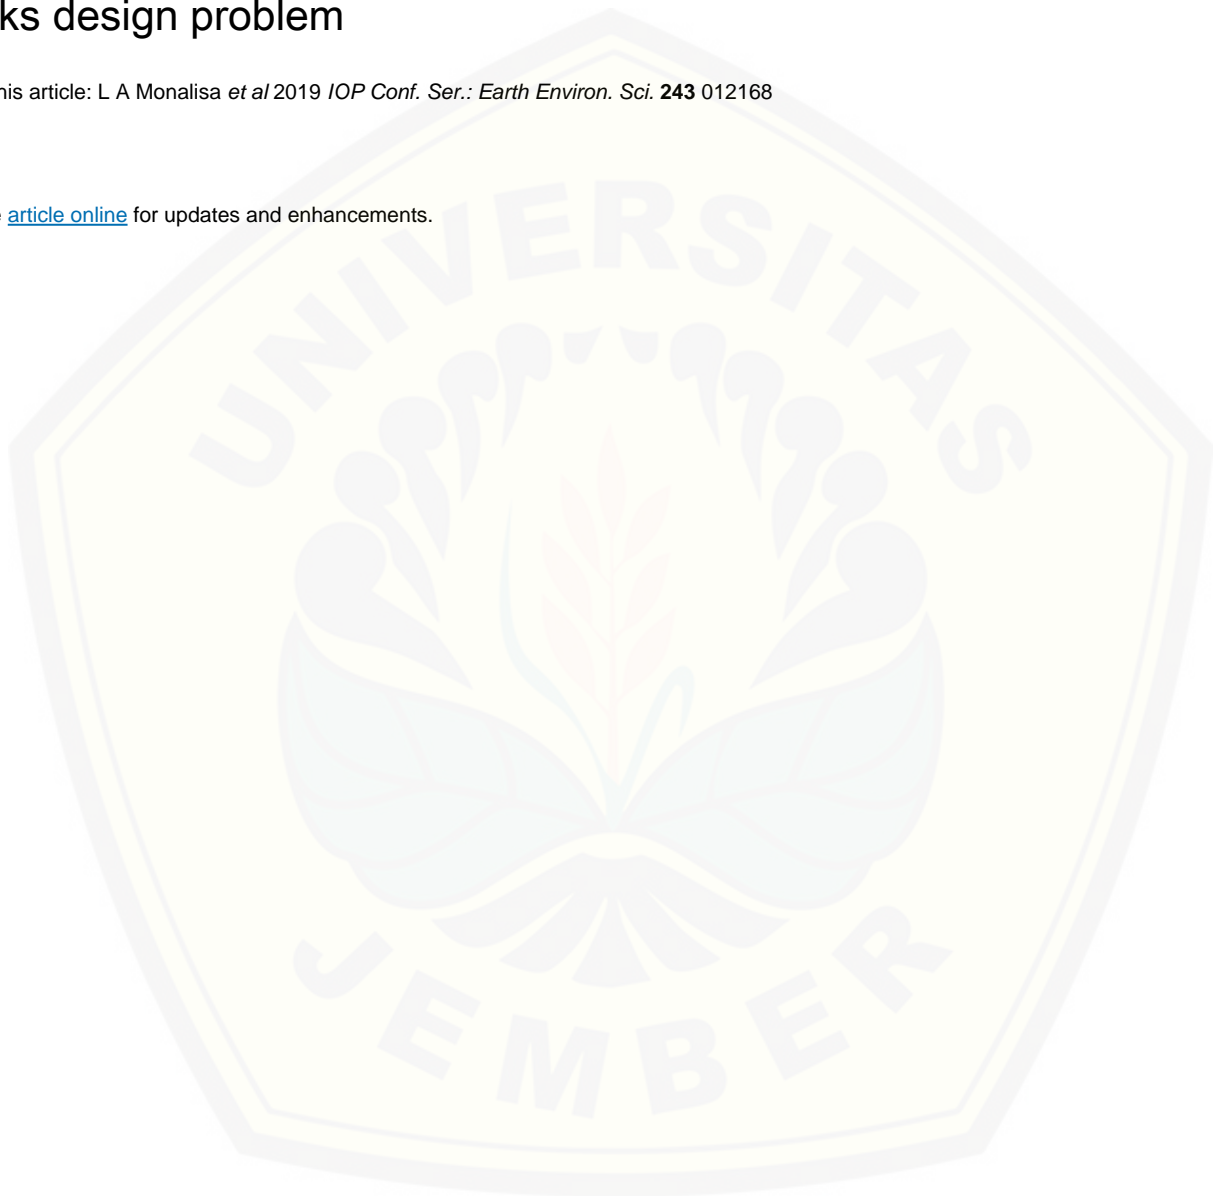 ks design problem
his article: L A Monalisa et al 2019 IOP Conf. Ser.: Earth Environ. Sci. 243 012168
article online for updates and enhancements.
UNIVERSITAS
JEMBER